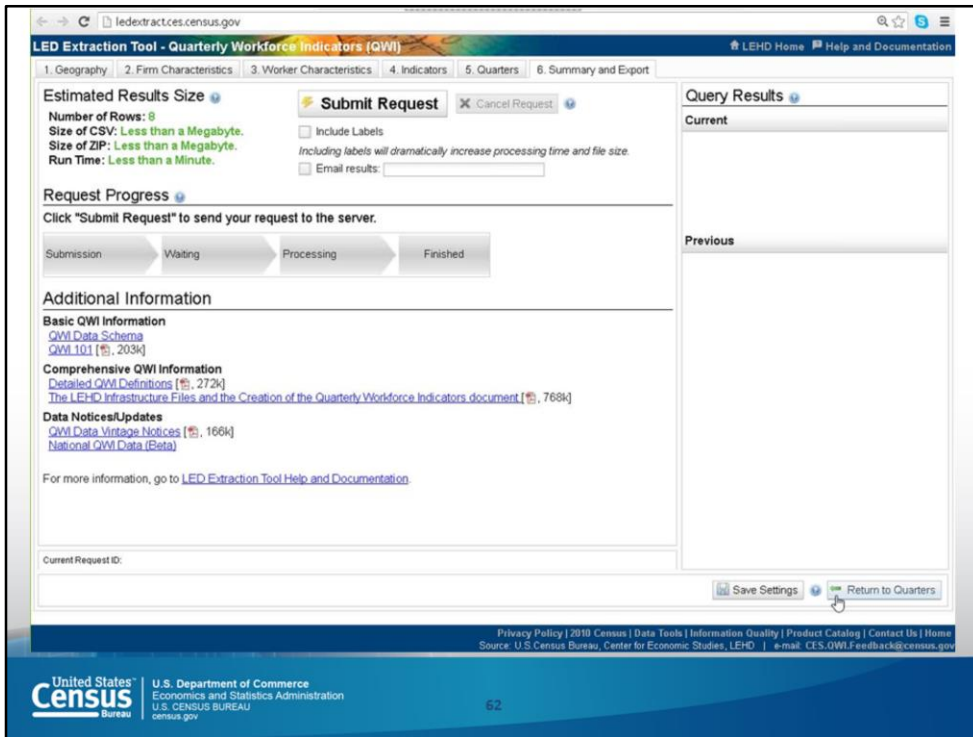 ledextract.ces.census.gov
LED Extraction Tool - Quarterly Workforce Indicators (QWI)
LEHD Home Help and Documentation
1. Geography 2. Firm Characteristics 3. Worker Characteristics 4. Indicators 5. Quarters 6. Summary and Export
Estimated Results Size
Number of Rows: 8
Size of CSV: Less than a Megabyte.
Size of ZIP: Less than a Megabyte.
Run Time: Less than a Minute.
Submit Request Cancel Request
Include Labels
Including labels will dramatically increase processing time and file size.
Email results:
Request Progress
Click "Submit Request" to send your request to the server.
Submission Waiting Processing Finished
Additional Information
Basic QWI Information
QWI Data Schema
QWI 101 [, 203k]
Comprehensive QWI Information
Detailed QWI Definitions [, 272k]
The LEHD Infrastructure Files and the Creation of the Quarterly Workforce Indicators document [, 768k]
Data Notices/Updates
QWI Data Vintage Notices [, 166k]
National QWI Data (Beta)
For more information, go to LED Extraction Tool Help and Documentation.
Current Request ID:
Query Results
Current
Previous
Save Settings Return to Quarters
Privacy Policy | 2010 Census | Data Tools | Information Quality | Product Catalog | Contact Us | Home
Source: U.S. Census Bureau, Center for Economic Studies, LEHD | e-mail: CES.QWI.Feedback@census.gov
United States™
Census
Bureau
U.S. Department of Commerce
Economics and Statistics Administration
U.S. CENSUS BUREAU
census.gov
62